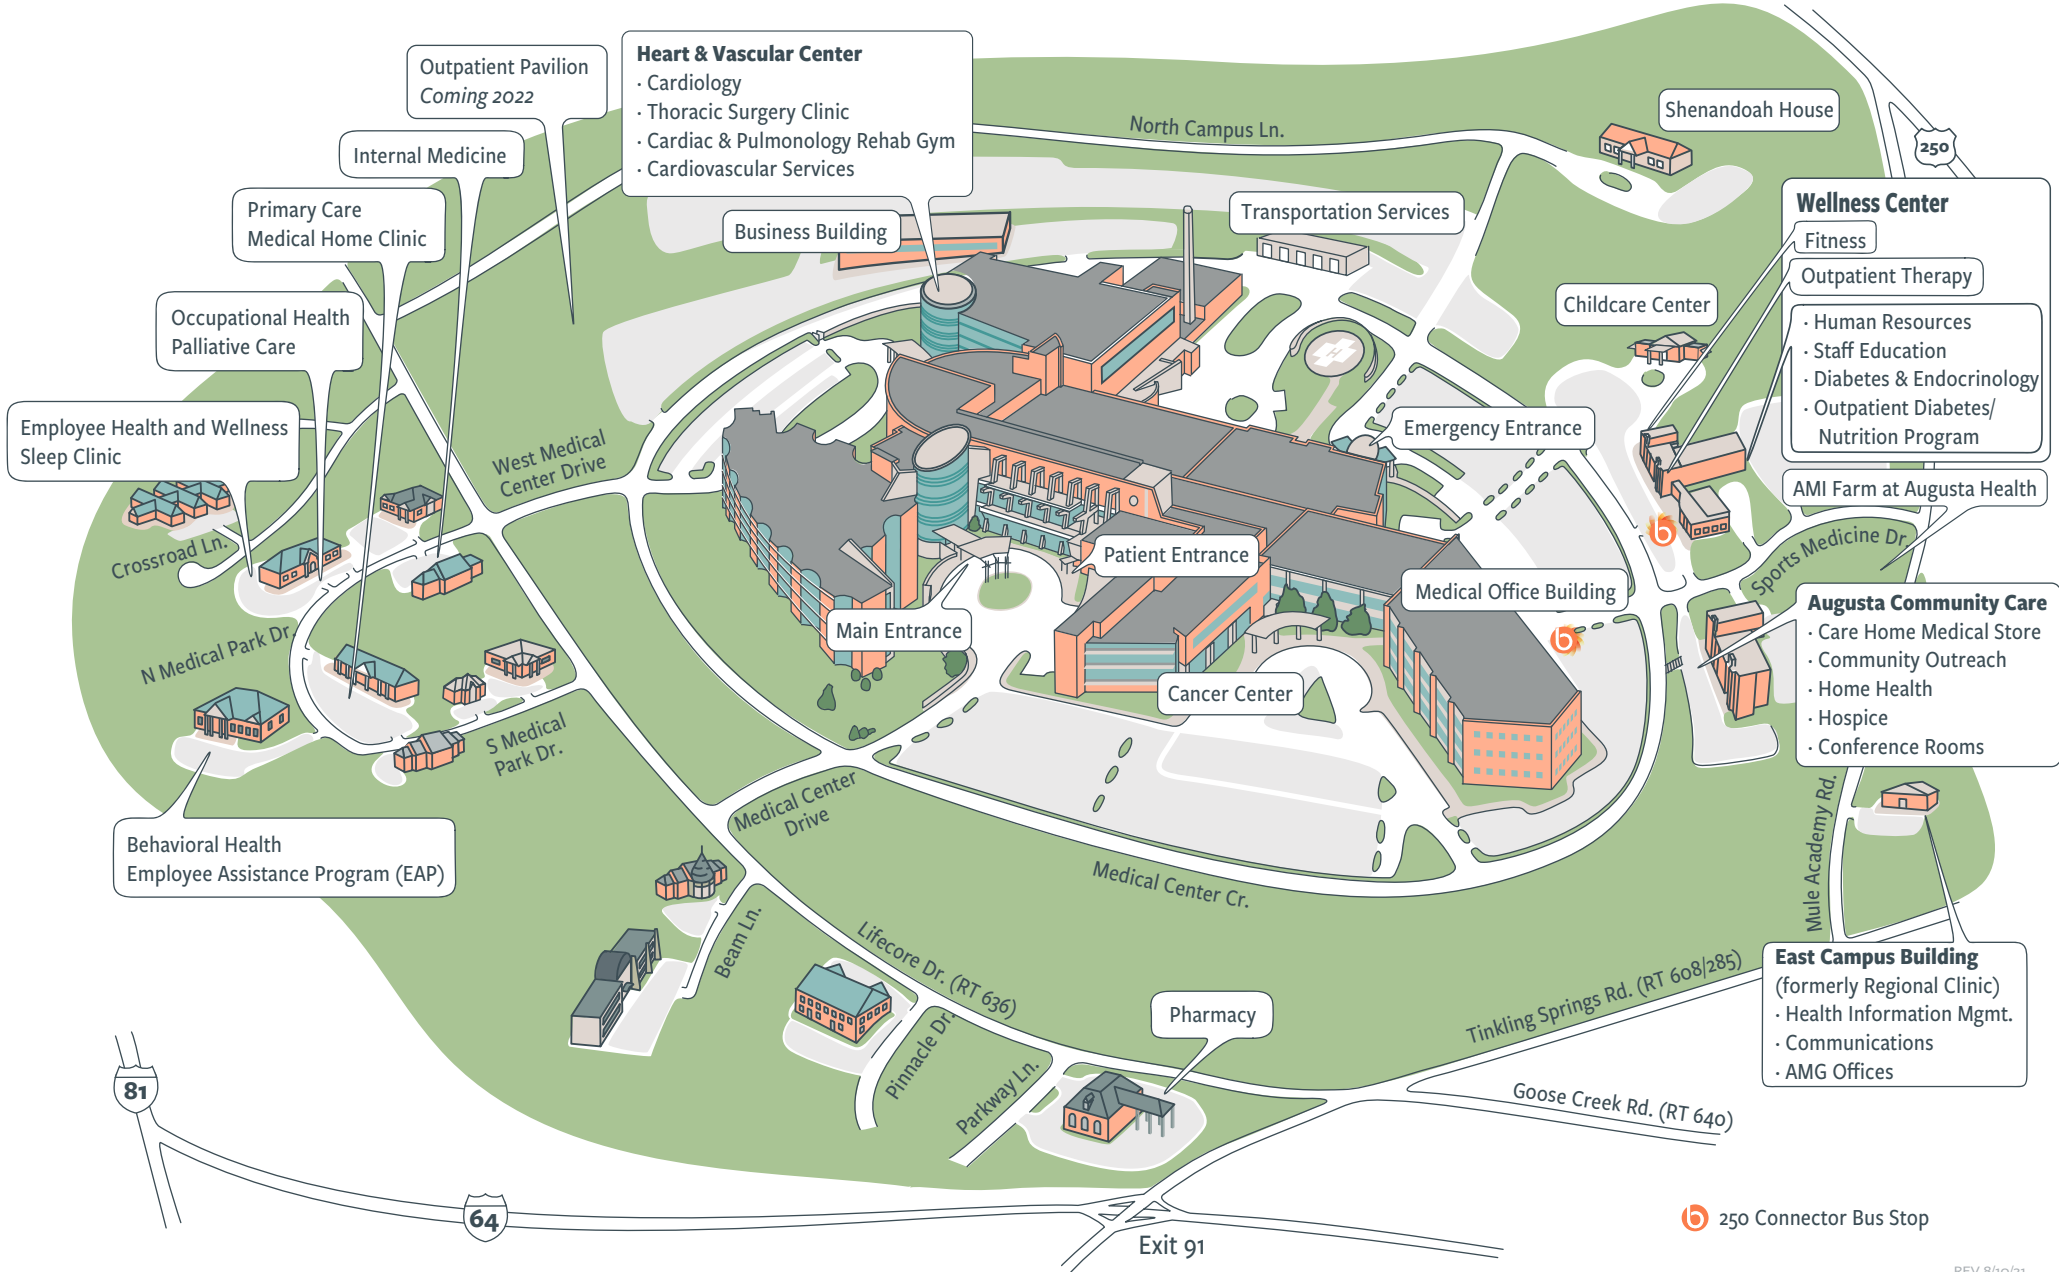 Outpatient Pavilion
Coming 2022
Heart & Vascular Center
· Cardiology
· Thoracic Surgery Clinic
· Cardiac & Pulmonology Rehab Gym
· Cardiovascular Services
Internal Medicine
Primary Care
Medical Home Clinic
Occupational Health
Palliative Care
Employee Health and Wellness
Sleep Clinic
Business Building
North Campus Ln.
Transportation Services
Shenandoah House
250
Wellness Center
Fitness
Outpatient Therapy
· Human Resources
· Staff Education
· Diabetes & Endocrinology
· Outpatient Diabetes/
Nutrition Program
Childcare Center
H
Emergency Entrance
AMI Farm at Augusta Health
West Medical
Center Drive
Crossroad Ln.
b
Sports Medicine Dr.
Patient Entrance
Medical Office Building
Main Entrance
b
Augusta Community Care
· Care Home Medical Store
· Community Outreach
· Home Health
· Hospice
· Conference Rooms
N Medical Park Dr.
Cancer Center
S Medical
Park Dr.
Medical Center
Drive
Behavioral Health
Employee Assistance Program (EAP)
Medical Center Cr.
Mule Academy Rd.
Beam Ln.
Lifecore Dr. (RT 636)
Tinkling Springs Rd. (RT 608/285)
East Campus Building
(formerly Regional Clinic)
· Health Information Mgmt.
· Communications
· AMG Offices
Pharmacy
Pinnacle Dr.
Parkway Ln.
Goose Creek Rd. (RT 640)
81
64
Exit 91
b 250 Connector Bus Stop
REV 8/10/21